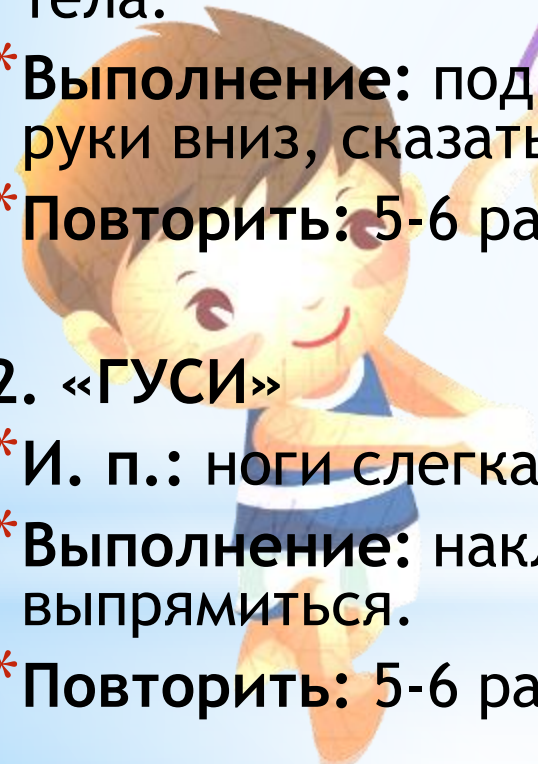 тела.
* Выполнение: под
руки вниз, сказать
* Повторить: 5-6 ра
2. «ГУСИ»
* И. п.: ноги слегка
* Выполнение: накл
выпрямиться.
* Повторить: 5-6 ра